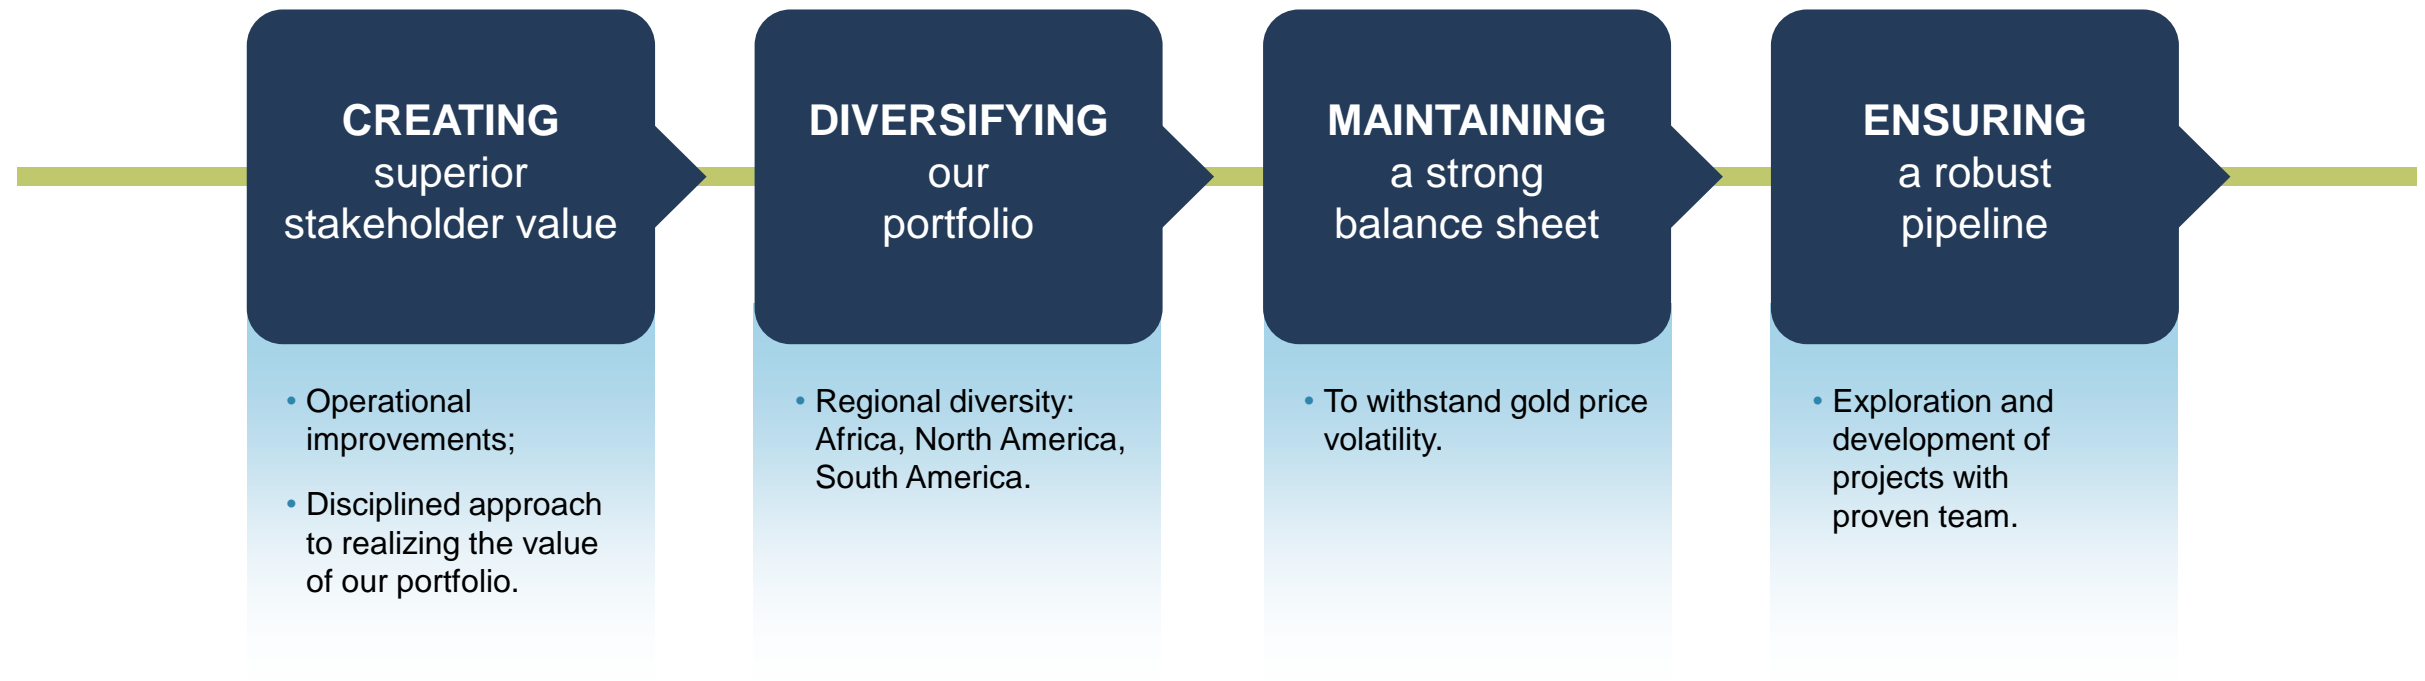 CREATING
superior
stakeholder value
• Operational
improvements;
• Disciplined approach
to realizing the value
of our portfolio.
DIVERSIFYING
our
portfolio
• Regional diversity:
Africa, North America,
South America.
MAINTAINING
a strong
balance sheet
• To withstand gold price
volatility.
ENSURING
a robust
pipeline
• Exploration and
development of
projects with
proven team.